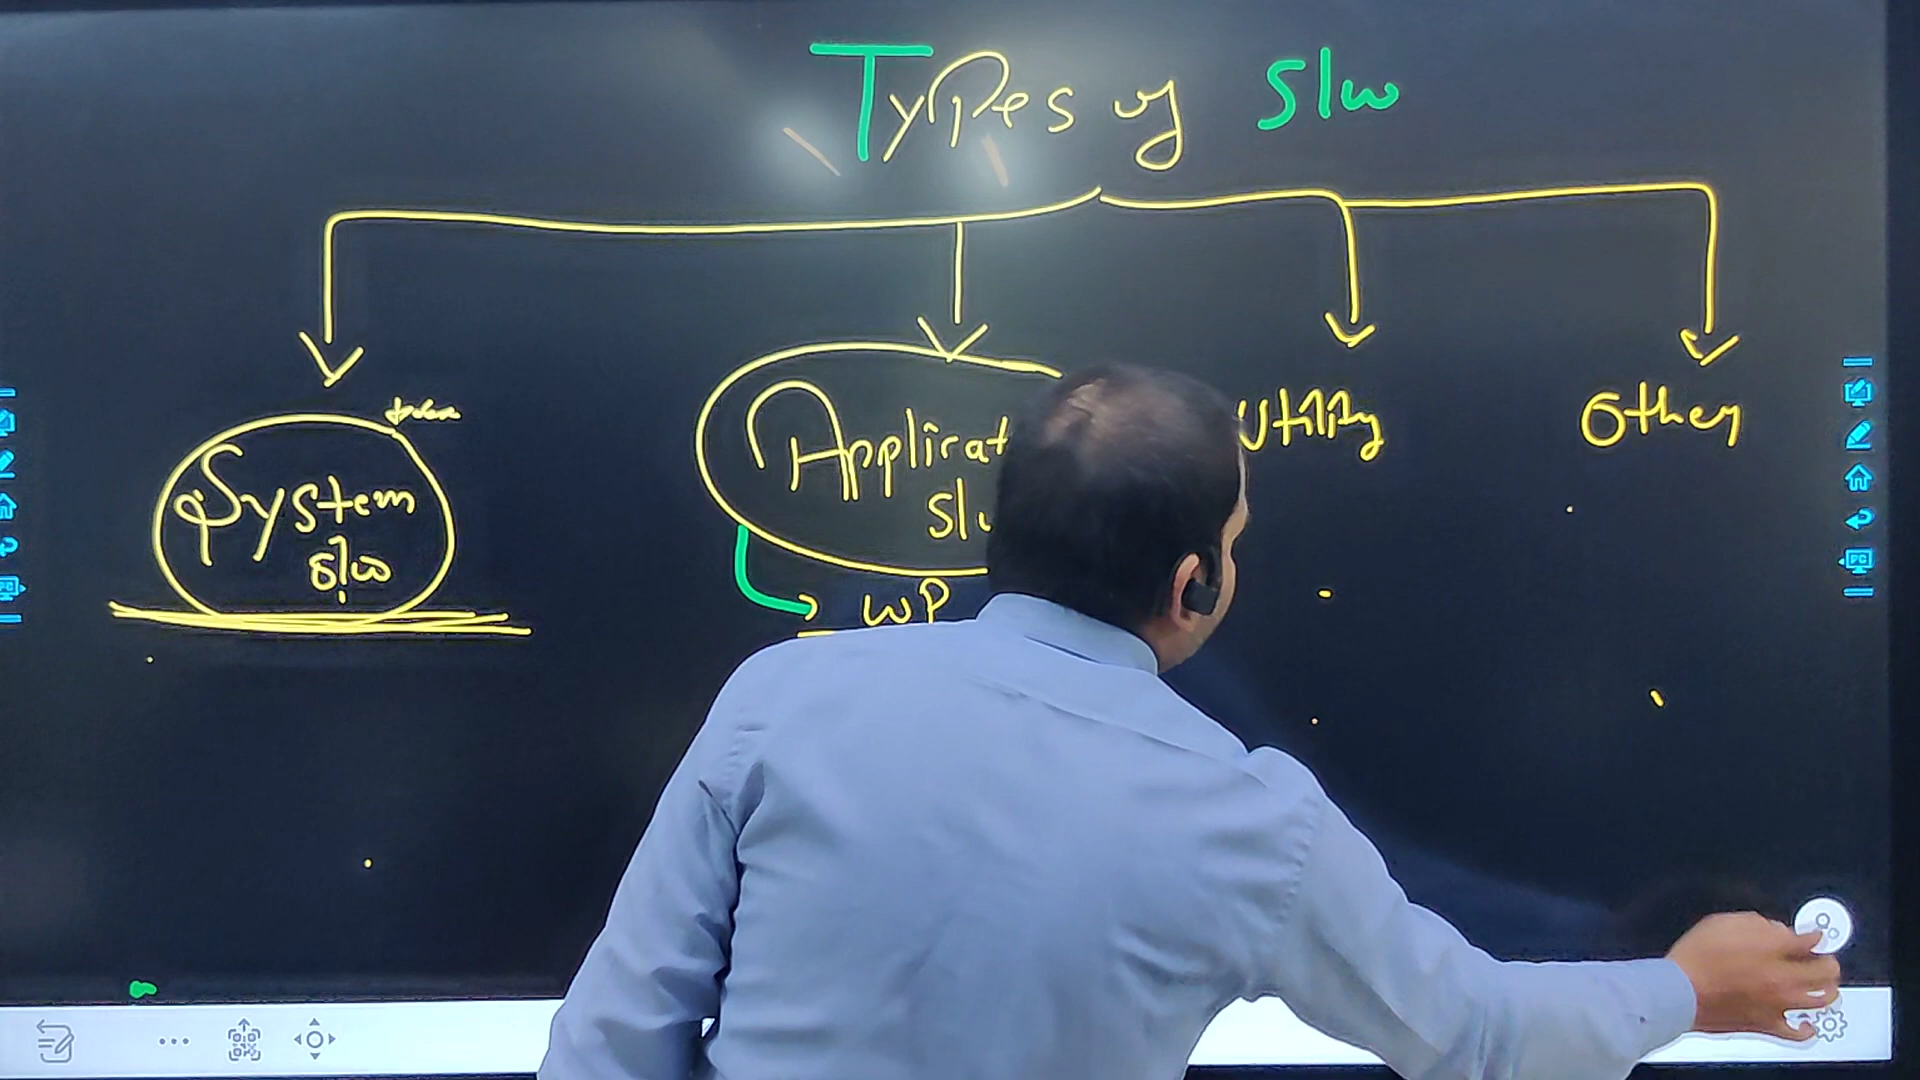 Types of S/w
System
S/w
Applicat
S/w
WP
Utility
Other